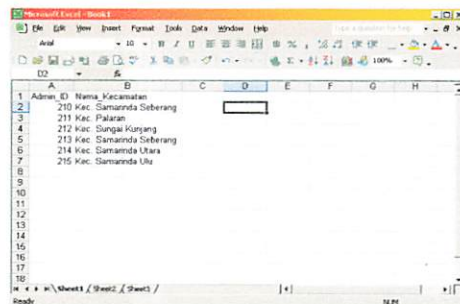 Microsoft Excel - Book1
File Edit View Insert Format Tools Data Window Help
Arial 10 B I U
100%
D2 fx
A B C D E F G H
1 Admin_ID Nama_Kecamatan
2 210 Kec. Samarinda Seberang
3 211 Kec. Palaran
4 212 Kec. Sungai Kunjang
5 213 Kec. Samarinda Seberang
6 214 Kec. Samarinda Utara
7 215 Kec. Samarinda Ulu
8
9
10
11
12
13
14
15
16
17
18
Sheet1 Sheet2 Sheet3
Ready NUM